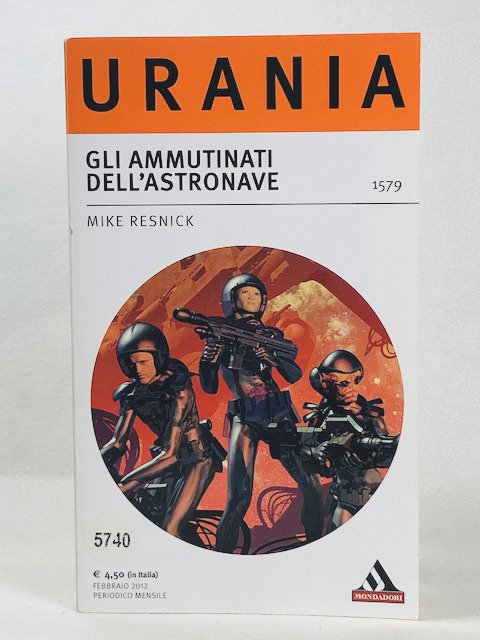 URANIA
GLI AMMUTINATI
DELL'ASTRONAVE
1579
MIKE RESNICK
5740
€ 4,50 (in Italia)
FEBBRAIO 2012
PERIODICO MENSILE
MONDADORI